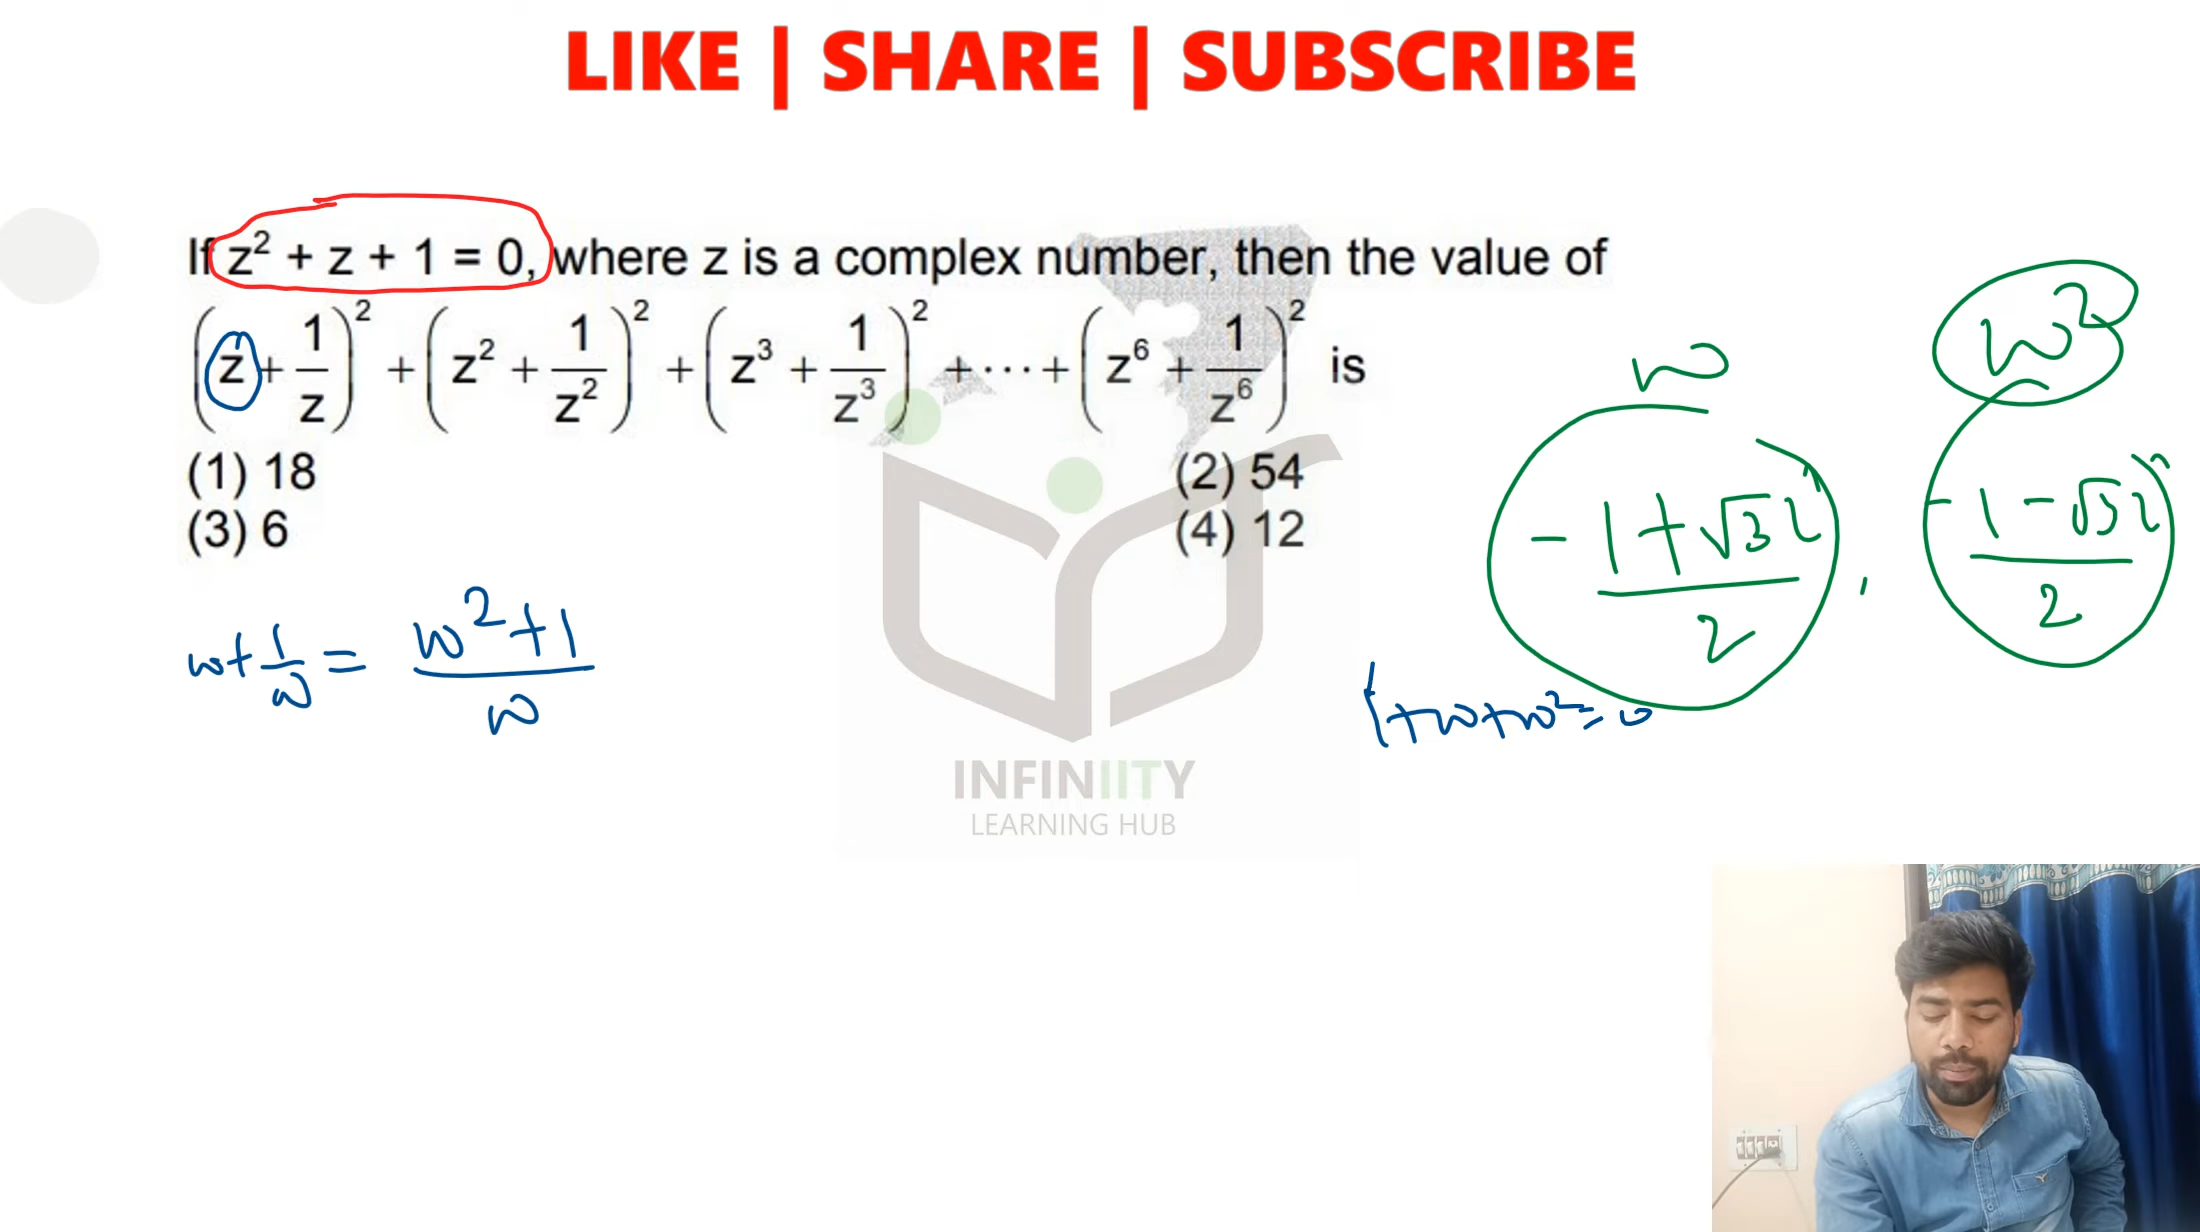 LIKE | SHARE | SUBSCRIBE
If z² + z + 1 = 0, where z is a complex number, then the value of
(z + 1/z)² + (z² + 1/z²)² + (z³ + 1/z³)² + ··· + (z⁶ + 1/z⁶)² is
(1) 18 (2) 54
(3) 6 (4) 12
ω ω²
(-1 + √3 i)/2 , (-1 - √3 i)/2
ω + 1/ω = (ω² + 1)/ω
1 + ω + ω² = 0
INFINIITY
LEARNING HUB